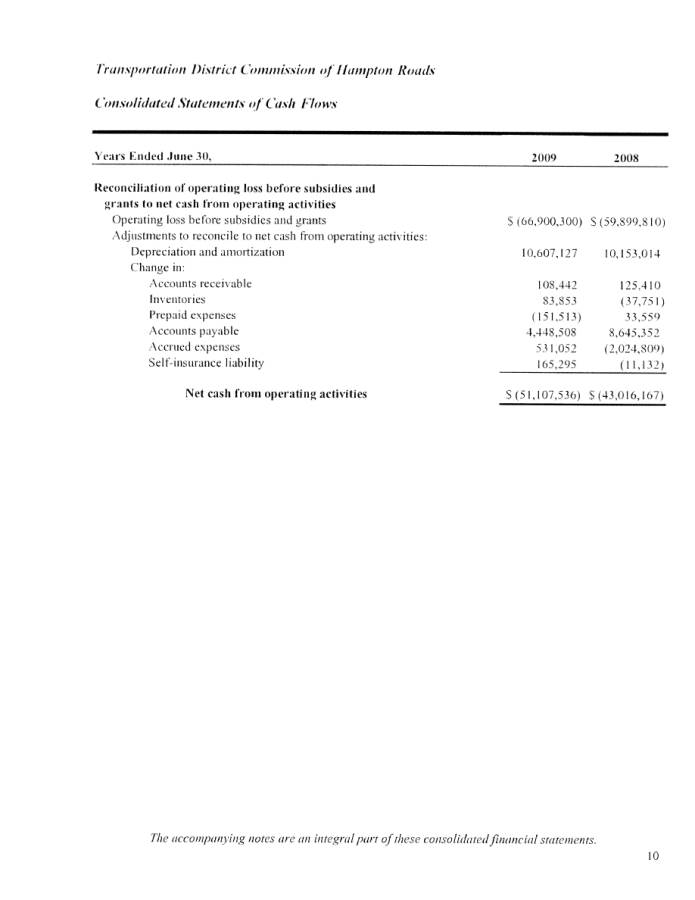 Transportation District Commission of Hampton Roads
Consolidated Statements of Cash Flows
Years Ended June 30, 2009 2008
Reconciliation of operating loss before subsidies and
grants to net cash from operating activities
Operating loss before subsidies and grants $ (66,900,300) $ (59,899,810)
Adjustments to reconcile to net cash from operating activities:
Depreciation and amortization 10,607,127 10,153,014
Change in:
Accounts receivable 108,442 125,410
Inventories 83,853 (37,751)
Prepaid expenses (151,513) 33,559
Accounts payable 4,448,508 8,645,352
Accrued expenses 531,052 (2,024,809)
Self-insurance liability 165,295 (11,132)
Net cash from operating activities $ (51,107,536) $ (43,016,167)
The accompanying notes are an integral part of these consolidated financial statements.
10